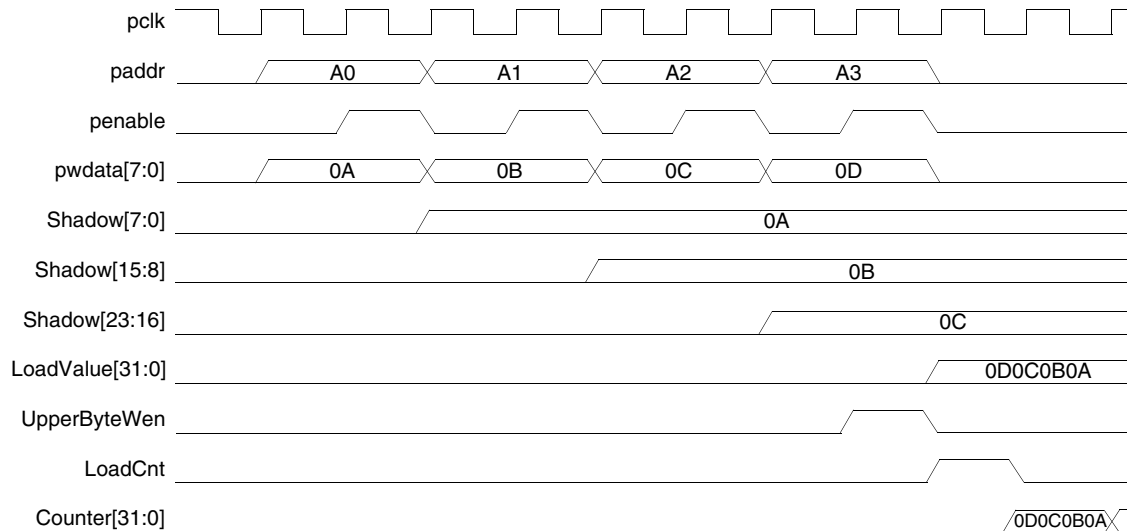 pclk
paddr A0 A1 A2 A3
penable
pwdata[7:0] 0A 0B 0C 0D
Shadow[7:0] 0A
Shadow[15:8] 0B
Shadow[23:16] 0C
LoadValue[31:0] 0D0C0B0A
UpperByteWen
LoadCnt
Counter[31:0] 0D0C0B0A